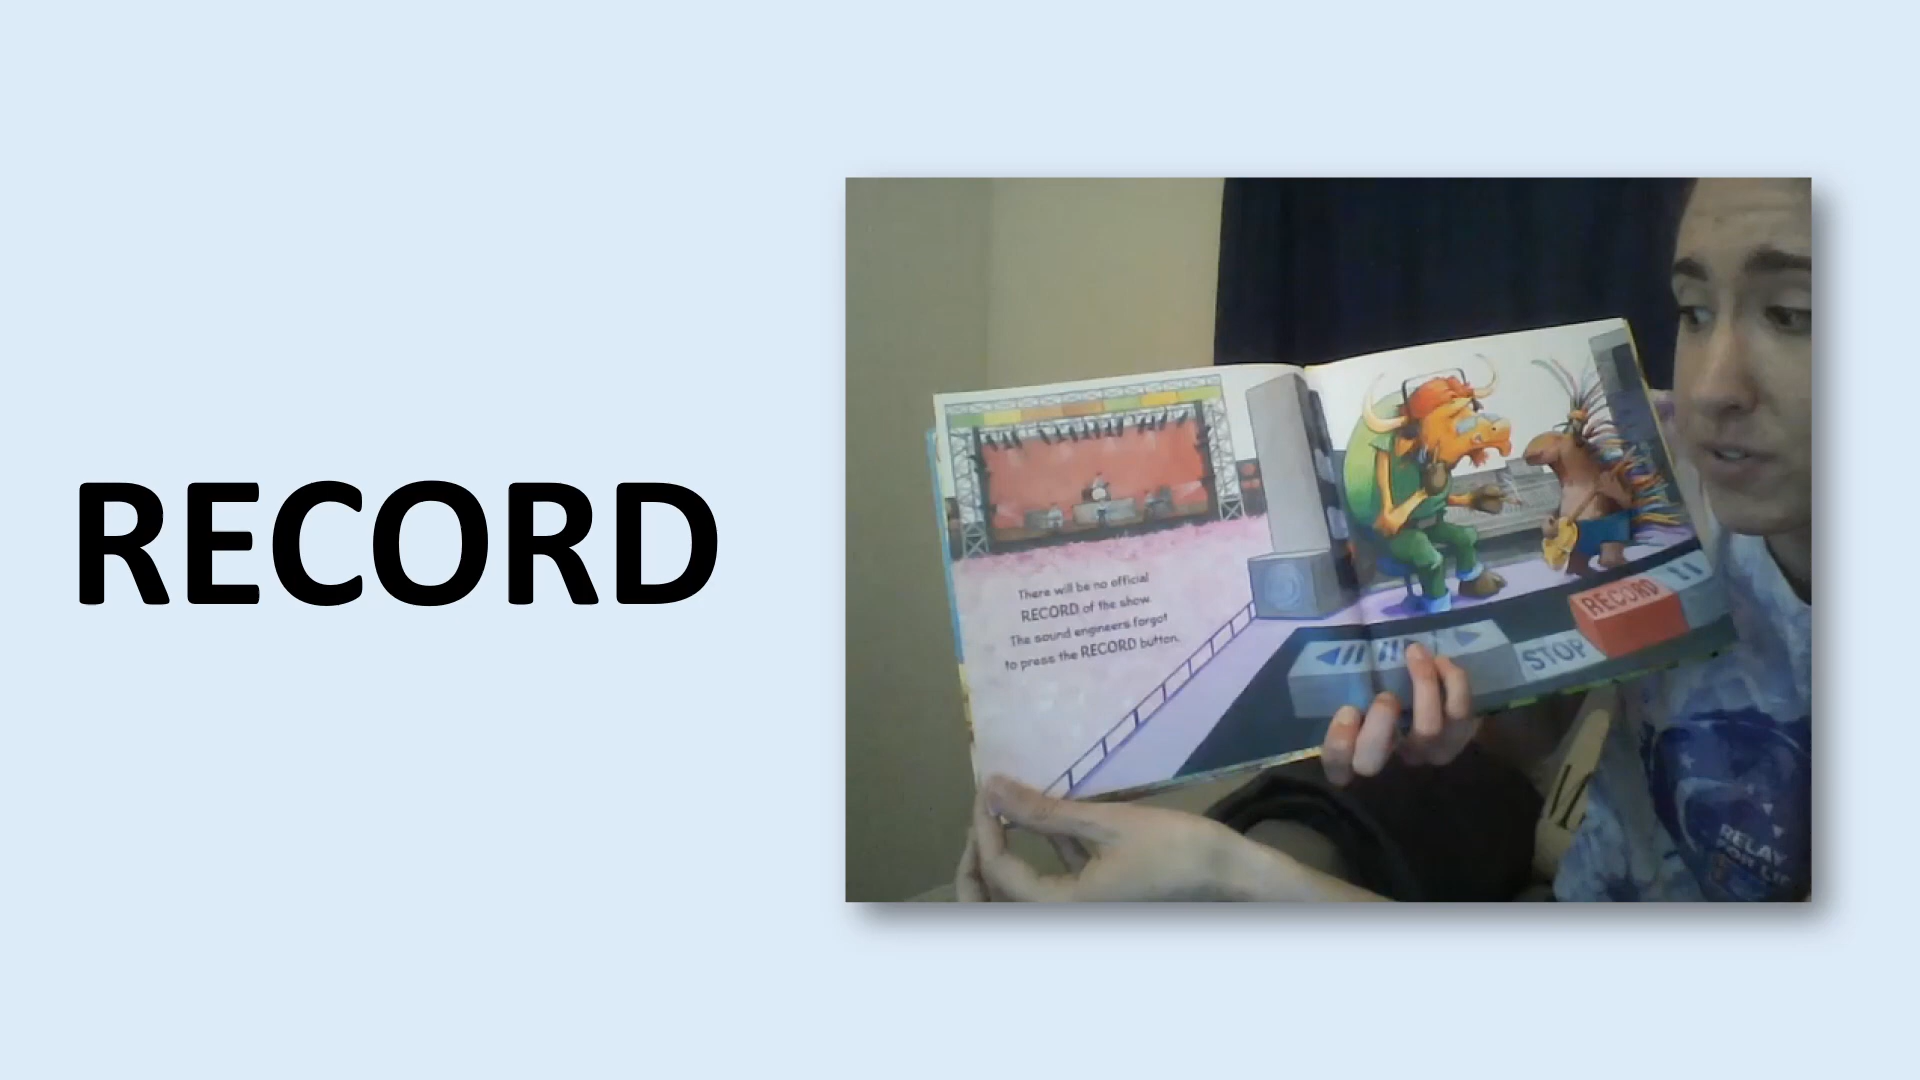 RECORD
There will be no official
RECORD of the show.
The sound engineers forgot
to press the RECORD button.
RECORD
STOP
RELAY
FOR